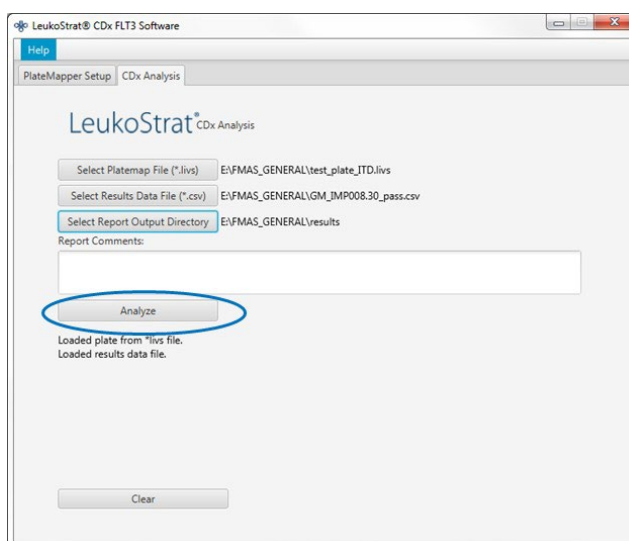 LeukoStrat® CDx FLT3 Software
Help
PlateMapper Setup CDx Analysis
LeukoStrat® CDx Analysis
Select Platemap File (*.livs) E:\FMAS_GENERAL\test_plate_ITD.livs
Select Results Data File (*.csv) E:\FMAS_GENERAL\GM_IMP008.30_pass.csv
Select Report Output Directory E:\FMAS_GENERAL\results
Report Comments:
Analyze
Loaded plate from *livs file.
Loaded results data file.
Clear